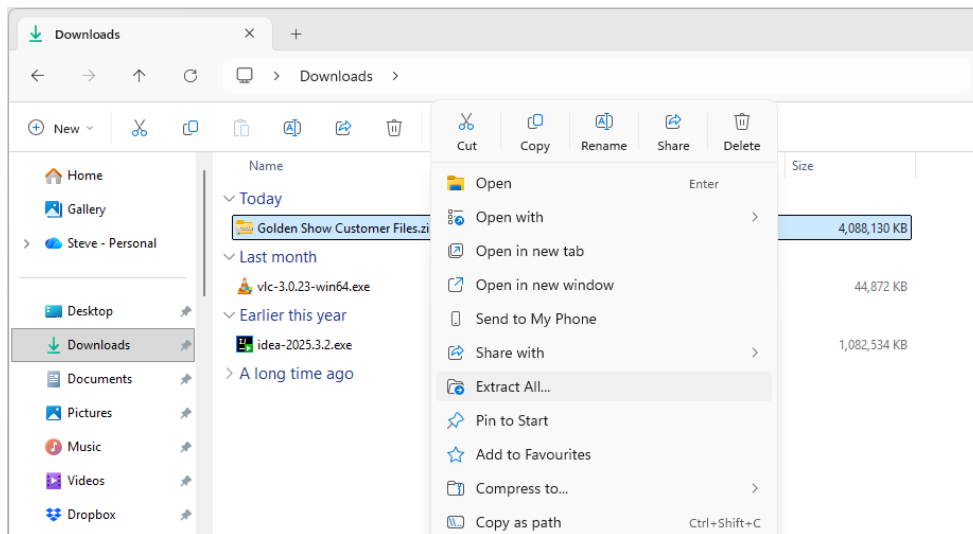 Downloads
Downloads
New
Cut Copy Rename Share Delete
Name Size
Home
Gallery
Steve - Personal
Desktop
Downloads
Documents
Pictures
Music
Videos
Dropbox
Today
Golden Show Customer Files.zi 4,088,130 KB
Last month
vlc-3.0.23-win64.exe 44,872 KB
Earlier this year
idea-2025.3.2.exe 1,082,534 KB
A long time ago
Open Enter
Open with
Open in new tab
Open in new window
Send to My Phone
Share with
Extract All...
Pin to Start
Add to Favourites
Compress to...
Copy as path Ctrl+Shift+C